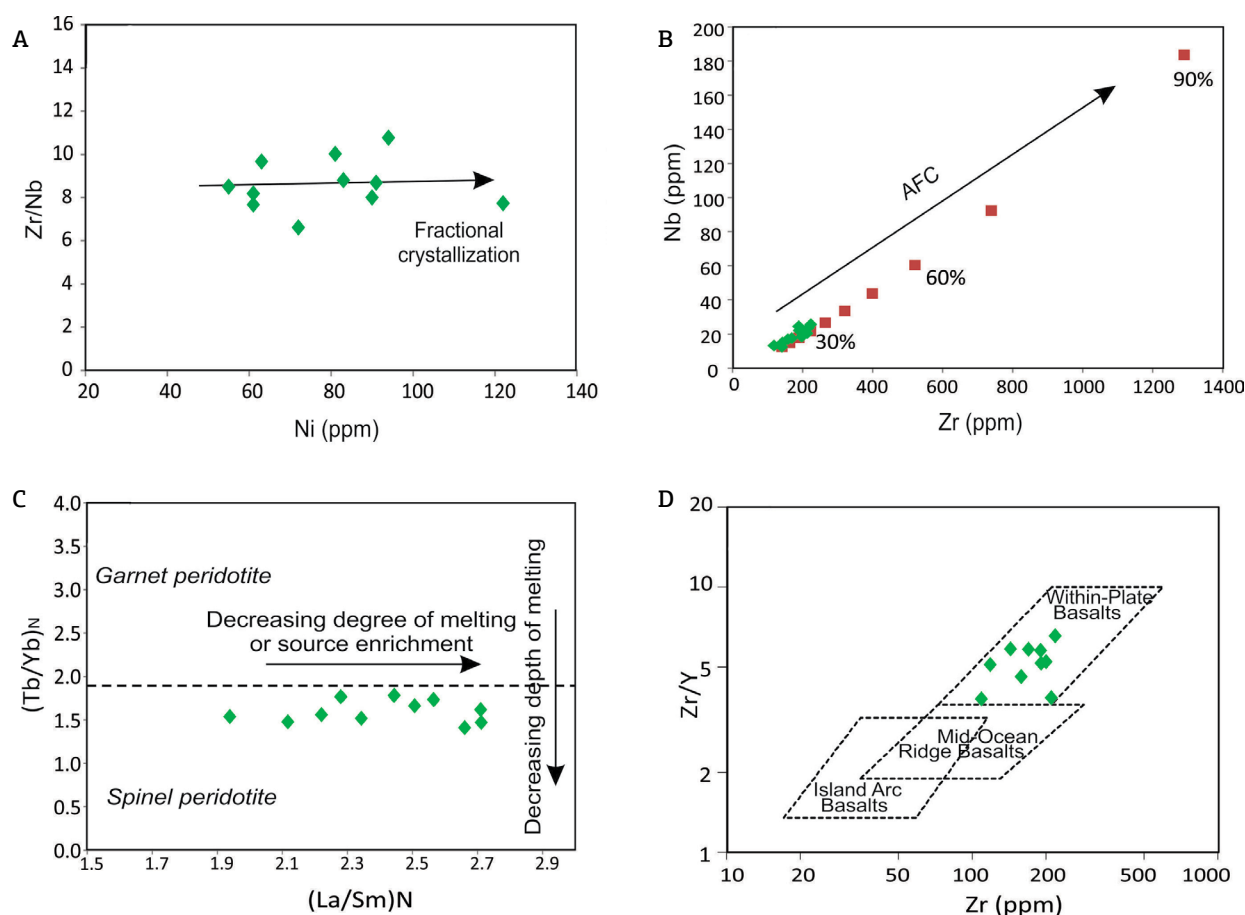 A
16
14
12
10
8
6
4
2
0
Zr/Nb
Fractional
crystallization
20 40 60 80 100 120 140
Ni (ppm)
B
200
180
160
140
120
100
80
60
40
20
0
Nb (ppm)
AFC
90%
60%
30%
0 200 400 600 800 1000 1200 1400
Zr (ppm)
C
4.0
3.5
3.0
2.5
2.0
1.5
1.0
0.5
0.0
(Tb/Yb)N
Garnet peridotite
Decreasing degree of melting
or source enrichment
Decreasing depth of melting
Spinel peridotite
1.5 1.7 1.9 2.1 2.3 2.5 2.7 2.9
(La/Sm)N
D
20
10
5
2
1
Zr/Y
Within-Plate
Basalts
Mid-Ocean
Ridge Basalts
Island Arc
Basalts
10 20 50 100 200 500 1000
Zr (ppm)